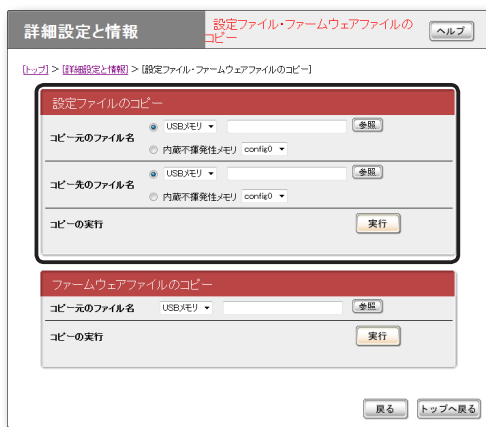 詳細設定と情報
設定ファイル・ファームウェアファイルの
コピー
ヘルプ
[トップ] > [詳細設定と情報] > [設定ファイル・ファームウェアファイルのコピー]
設定ファイルのコピー
コピー元のファイル名
USBメモリ
参照
内蔵不揮発性メモリ config0
コピー先のファイル名
USBメモリ
参照
内蔵不揮発性メモリ config0
コピーの実行
実行
ファームウェアファイルのコピー
コピー元のファイル名 USBメモリ
参照
コピーの実行
実行
戻る
トップへ戻る